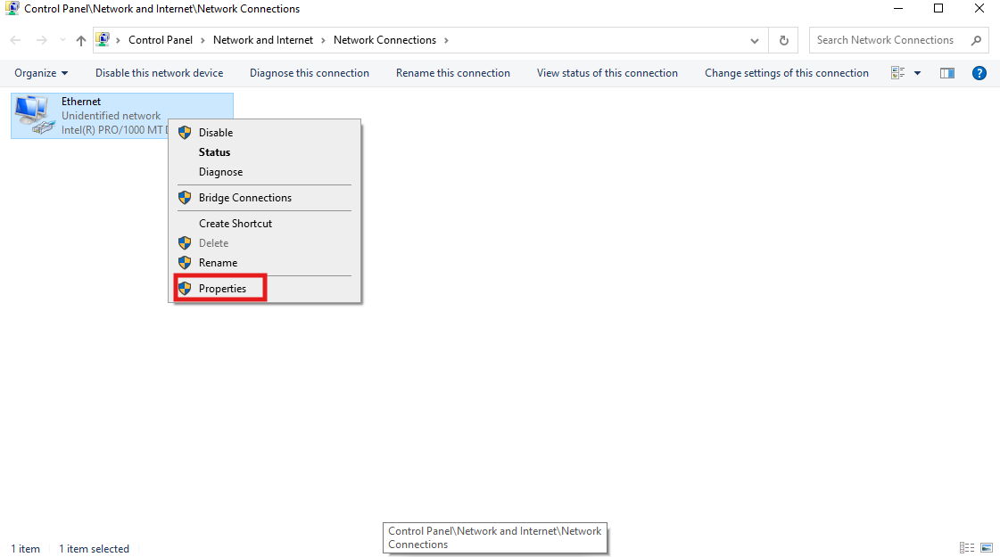 Control Panel\Network and Internet\Network Connections
Control Panel > Network and Internet > Network Connections >
Search Network Connections
Organize Disable this network device Diagnose this connection Rename this connection View status of this connection Change settings of this connection
Ethernet
Unidentified network
Intel(R) PRO/1000 MT
Disable
Status
Diagnose
Bridge Connections
Create Shortcut
Delete
Rename
Properties
Control Panel\Network and Internet\Network
Connections
1 item 1 item selected